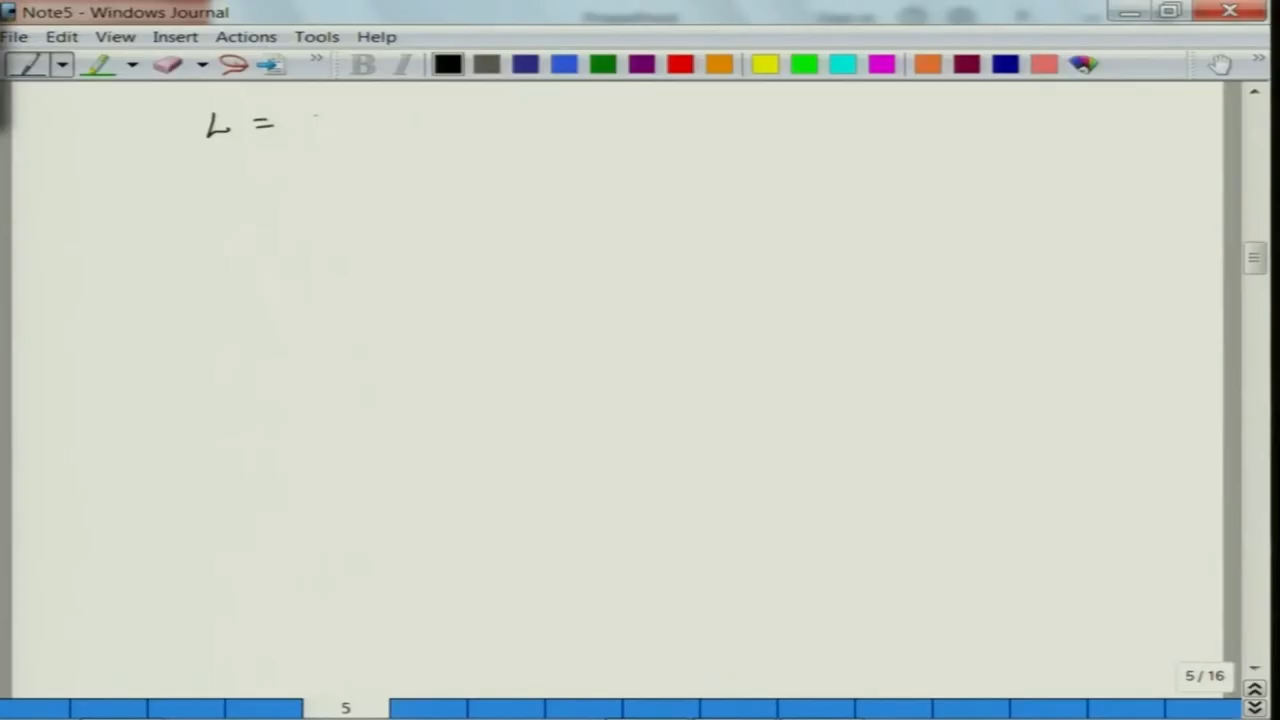 Note5 - Windows Journal
File Edit View Insert Actions Tools Help
B I
L =
5 / 16
5